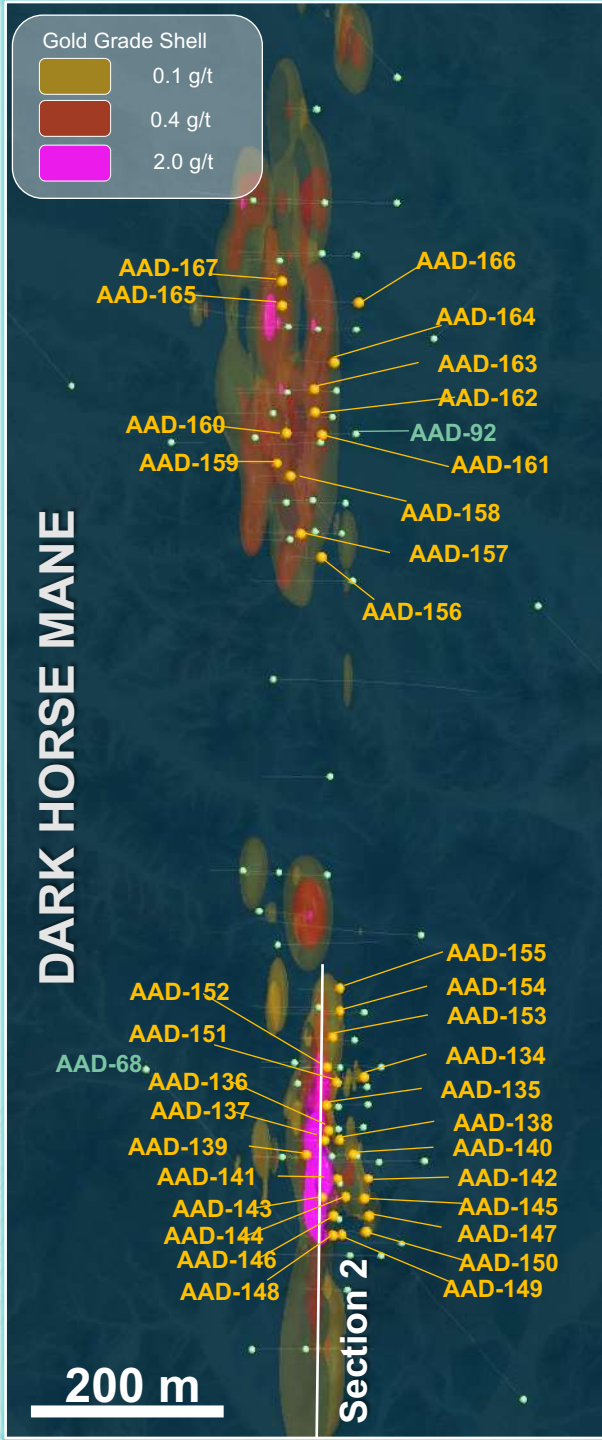 Gold Grade Shell
0.1 g/t
0.4 g/t
2.0 g/t
AAD-167
AAD-166
AAD-165
AAD-164
AAD-163
AAD-162
AAD-160
AAD-92
AAD-159
AAD-161
AAD-158
AAD-157
AAD-156
DARK HORSE MANE
AAD-155
AAD-152
AAD-154
AAD-153
AAD-151
AAD-134
AAD-68
AAD-136
AAD-135
AAD-137
AAD-138
AAD-139
AAD-140
AAD-141
AAD-142
AAD-143
AAD-145
AAD-144
AAD-147
AAD-146
AAD-150
AAD-148
AAD-149
Section 2
200 m